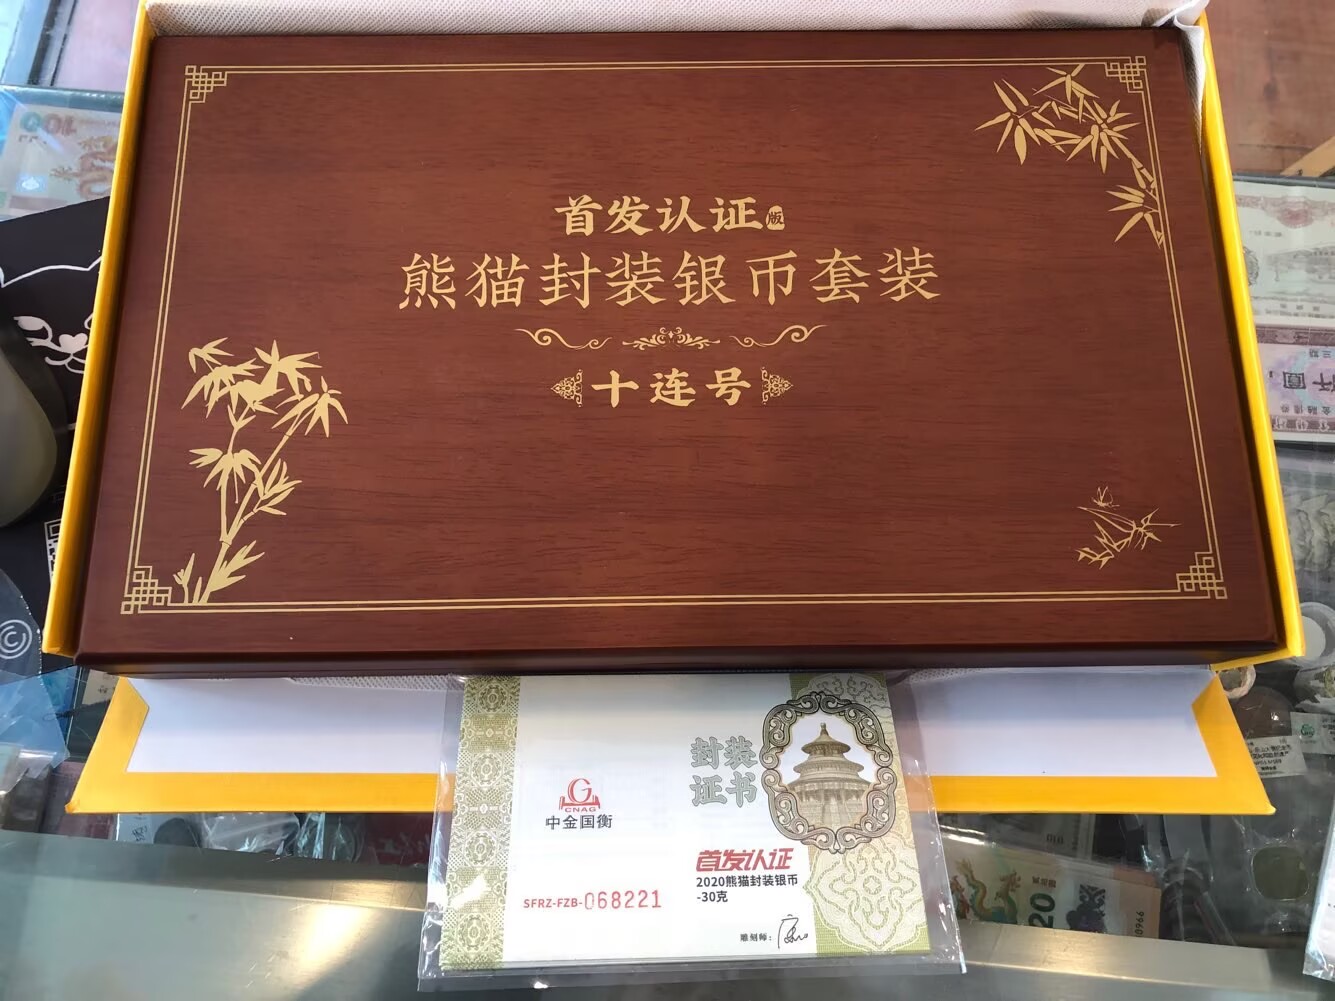 首发认证版
熊猫封装银币套装
十连号
封装
证书
G
CNAG
中金国衡
首发认证
2020熊猫封装银币
-30克
SFRZ-FZB-068221
雕刻师:
©
20